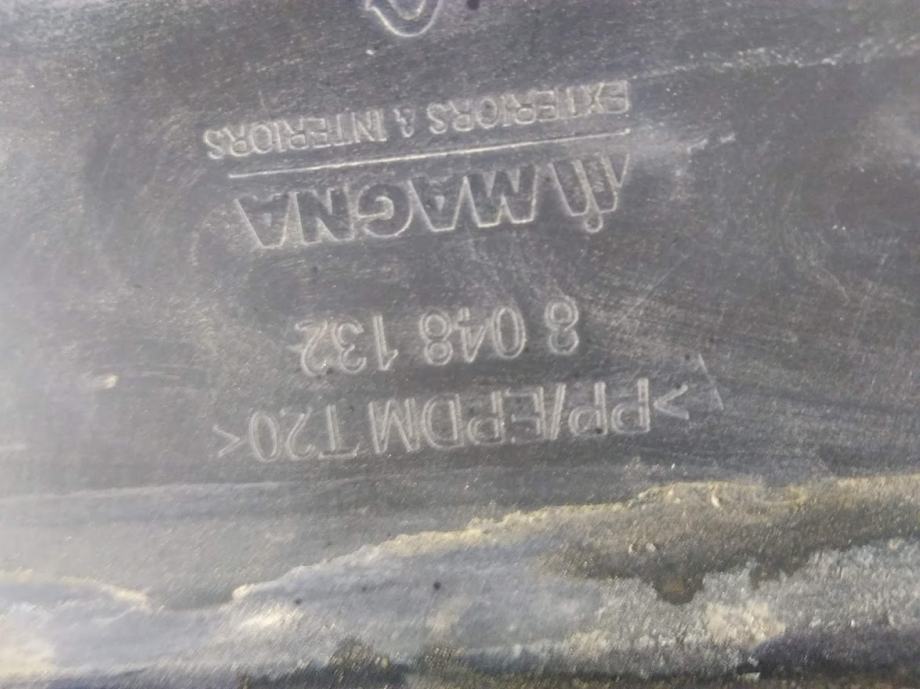 >PP/EPDM T20<
8 048 132
MAGNA
EXTERIORS & INTERIORS